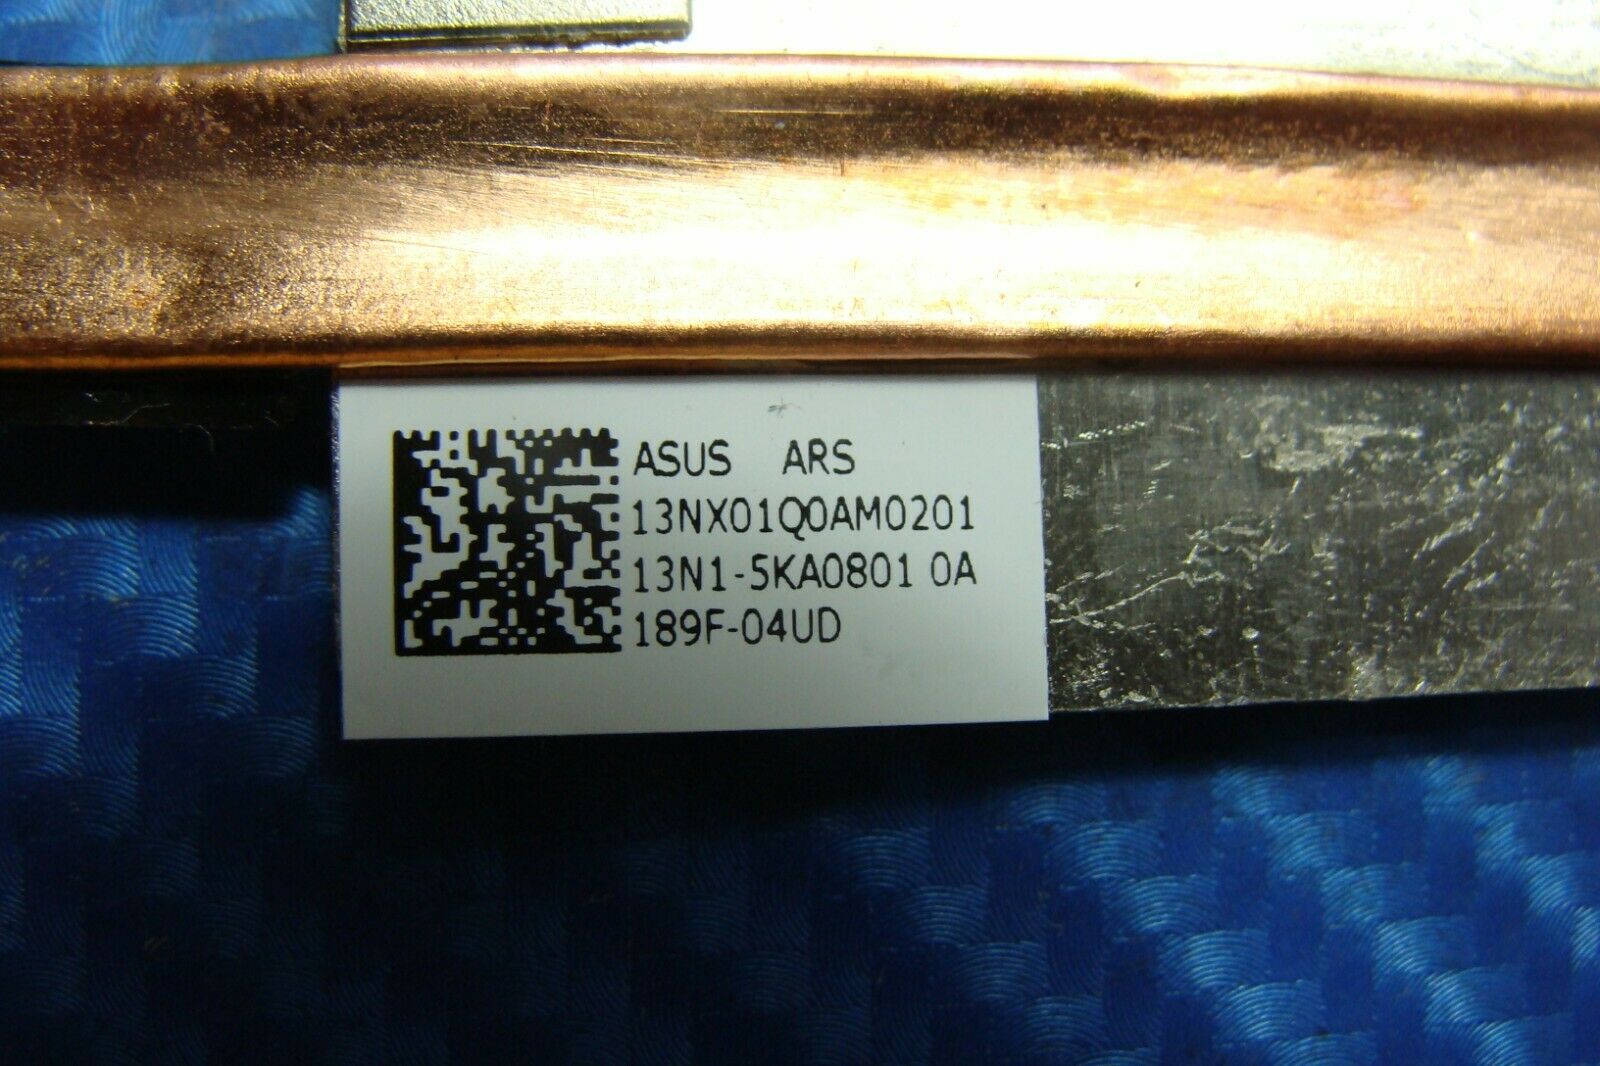 ASUS ARS
13NX01Q0AM0201
13N1-5KA0801 0A
189F-04UD